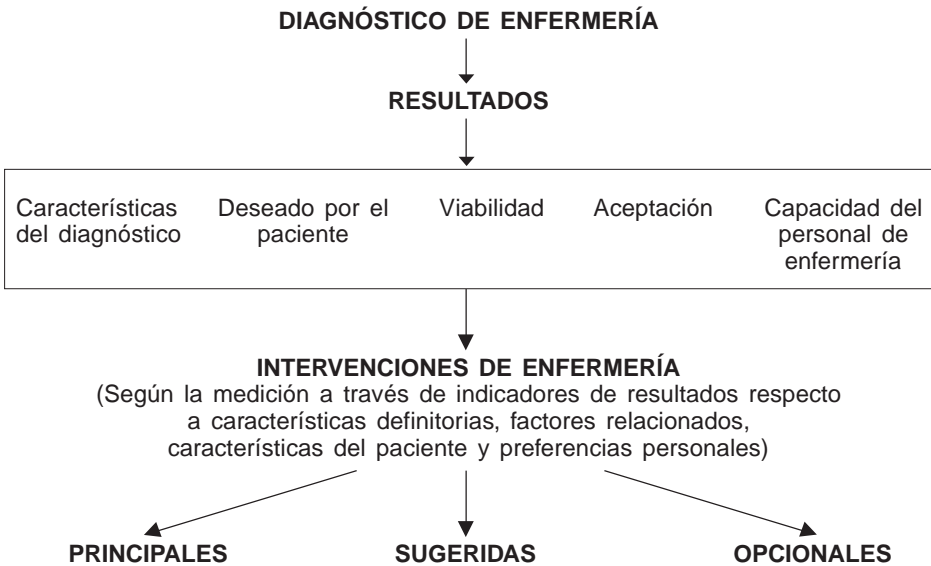 DIAGNÓSTICO DE ENFERMERÍA
RESULTADOS
Características
del diagnóstico
Deseado por el
paciente
Viabilidad
Aceptación
Capacidad del
personal de
enfermería
INTERVENCIONES DE ENFERMERÍA
(Según la medición a través de indicadores de resultados respecto
a características definitorias, factores relacionados,
características del paciente y preferencias personales)
PRINCIPALES
SUGERIDAS
OPCIONALES